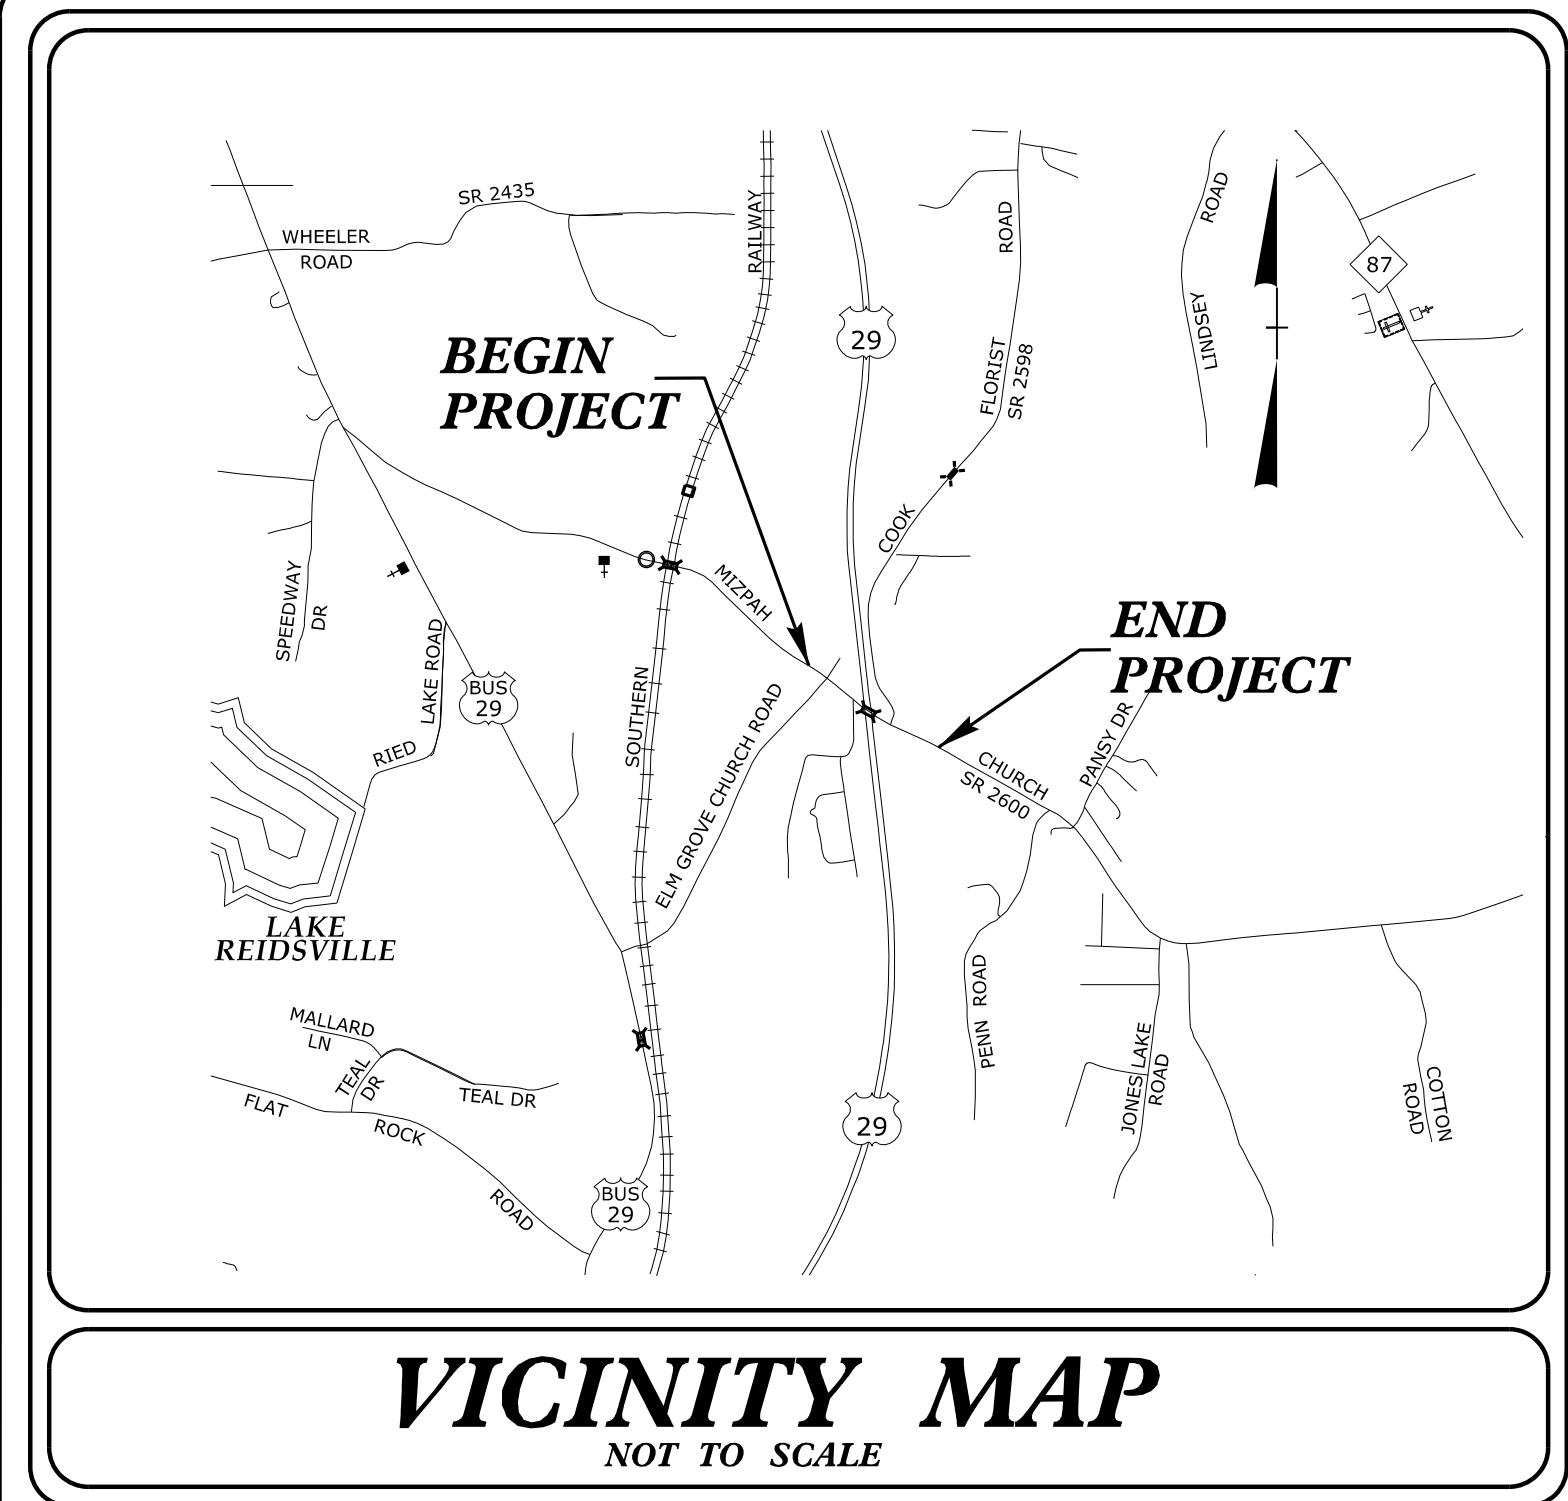 SR 2435
WHEELER
ROAD
RAILWAY
ROAD
ROAD
87
LINDSEY
29
BEGIN
PROJECT
FLORIST
SR 2598
COOK
SPEEDWAY
DR
MIZPAH
END
PROJECT
LAKE ROAD
RIED
BUS
29
SOUTHERN
ELM GROVE CHURCH ROAD
PANSY DR
CHURCH
SR 2600
LAKE
REIDSVILLE
PENN ROAD
MALLARD
LN
TEAL
DR
TEAL DR
FLAT
ROCK
ROAD
JONES LAKE
ROAD
COTTON
ROAD
29
BUS
29
VICINITY MAP
NOT TO SCALE